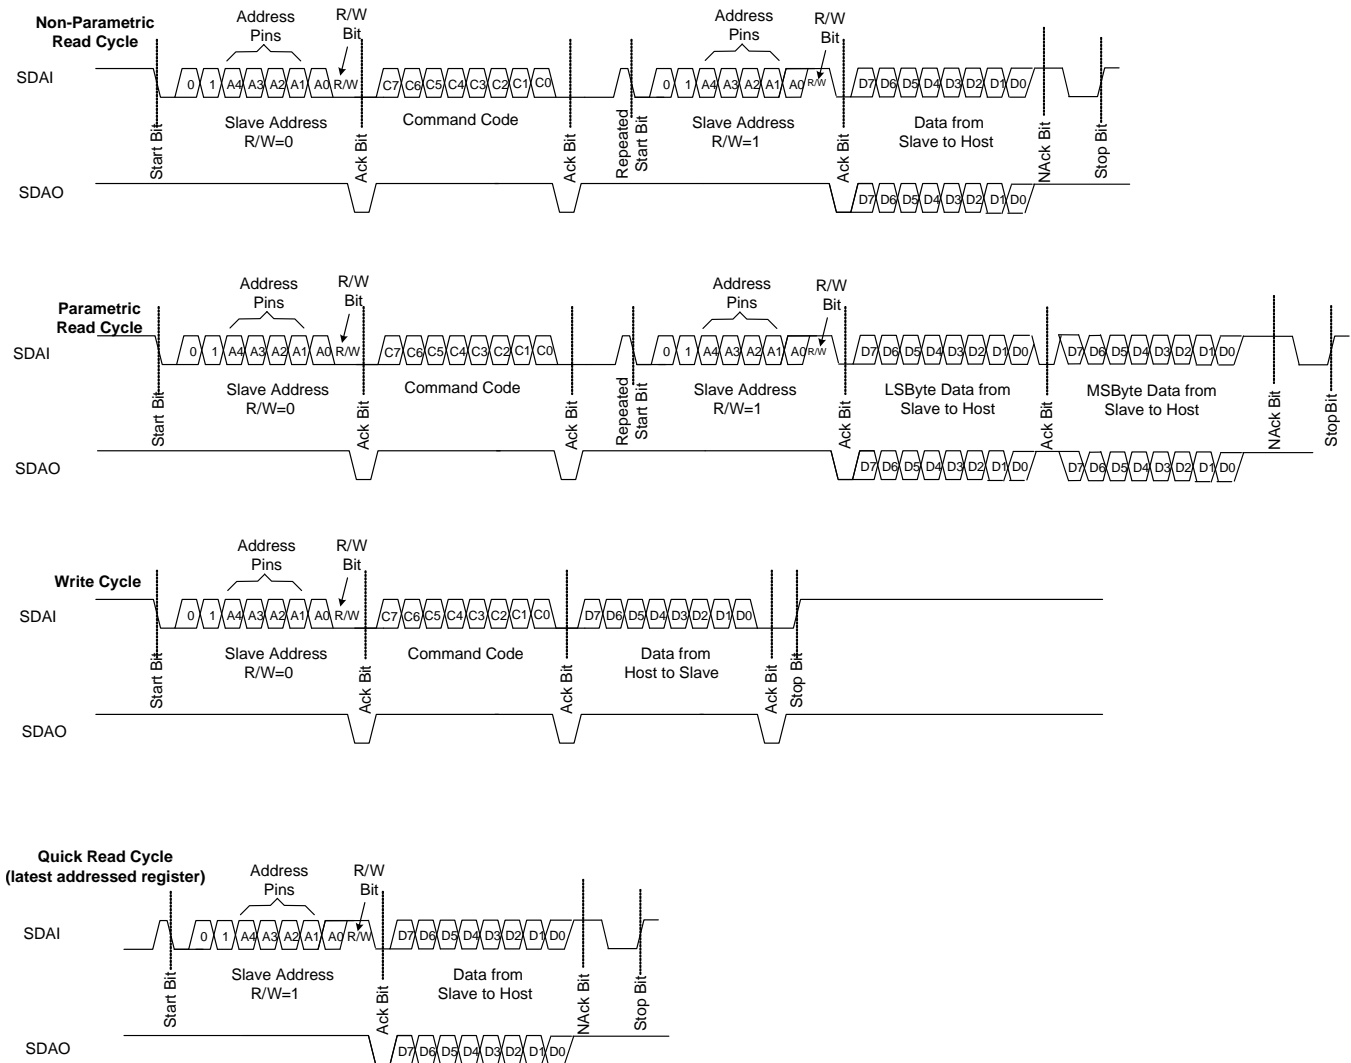 Non-Parametric
Read Cycle
Address
Pins
R/W
Bit
Address
Pins
R/W
Bit
SDAI
0 1 A4 A3 A2 A1 A0 R/W
C7 C6 C5 C4 C3 C2 C1 C0
0 1 A4 A3 A2 A1 A0 R/W
D7 D6 D5 D4 D3 D2 D1 D0
Slave Address
R/W=0
Command Code
Slave Address
R/W=1
Data from
Slave to Host
Start Bit
Ack Bit
Ack Bit
Repeated
Start Bit
Ack Bit
NAck Bit
Stop Bit
SDAO
D7 D6 D5 D4 D3 D2 D1 D0
Parametric
Read Cycle
Address
Pins
R/W
Bit
Address
Pins
R/W
Bit
SDAI
0 1 A4 A3 A2 A1 A0 R/W
C7 C6 C5 C4 C3 C2 C1 C0
0 1 A4 A3 A2 A1 A0 R/W
D7 D6 D5 D4 D3 D2 D1 D0
D7 D6 D5 D4 D3 D2 D1 D0
Slave Address
R/W=0
Command Code
Slave Address
R/W=1
LSByte Data from
Slave to Host
MSByte Data from
Slave to Host
Start Bit
Ack Bit
Ack Bit
Repeated
Start Bit
Ack Bit
Ack Bit
NAck Bit
StopBit
SDAO
D7 D6 D5 D4 D3 D2 D1 D0
D7 D6 D5 D4 D3 D2 D1 D0
Write Cycle
Address
Pins
R/W
Bit
SDAI
0 1 A4 A3 A2 A1 A0 R/W
C7 C6 C5 C4 C3 C2 C1 C0
D7 D6 D5 D4 D3 D2 D1 D0
Slave Address
R/W=0
Command Code
Data from
Host to Slave
Start Bit
Ack Bit
Ack Bit
Ack Bit
Stop Bit
SDAO
Quick Read Cycle
(latest addressed register)
Address
Pins
R/W
Bit
SDAI
0 1 A4 A3 A2 A1 A0 R/W
D7 D6 D5 D4 D3 D2 D1 D0
Slave Address
R/W=1
Data from
Slave to Host
Start Bit
Ack Bit
NAck Bit
Stop Bit
SDAO
D7 D6 D5 D4 D3 D2 D1 D0